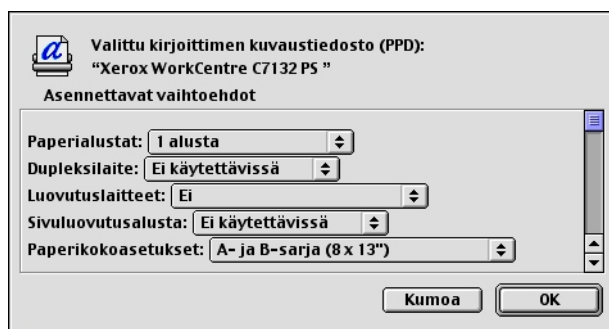 Valittu kirjoittimen kuvaustiedosto (PPD):
“Xerox WorkCentre C7132 PS ”
Asennettavat vaihtoehdot
Paperialustat: 1 alusta
Dupleksilaite: Ei käytettävissä
Luovutuslaitteet: Ei
Sivuluovutusalusta: Ei käytettävissä
Paperikokoasetukset: A- ja B-sarja (8 x 13")
Kumoa OK